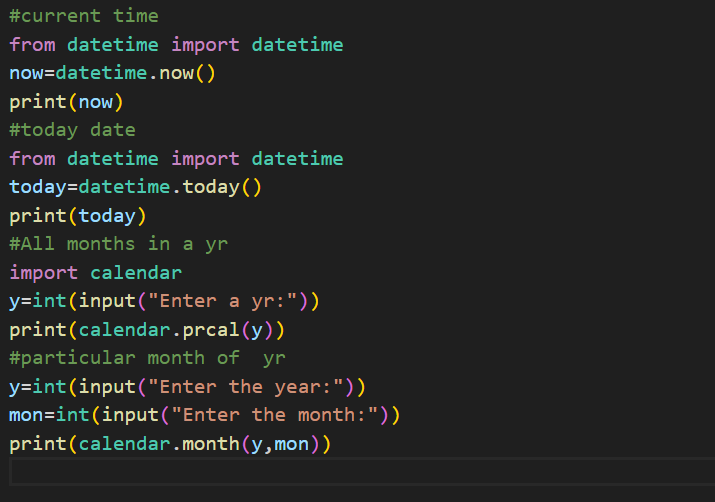 #current time
from datetime import datetime
now=datetime.now()
print(now)
#today date
from datetime import datetime
today=datetime.today()
print(today)
#All months in a yr
import calendar
y=int(input("Enter a yr:"))
print(calendar.prcal(y))
#particular month of  yr
y=int(input("Enter the year:"))
mon=int(input("Enter the month:"))
print(calendar.month(y,mon))